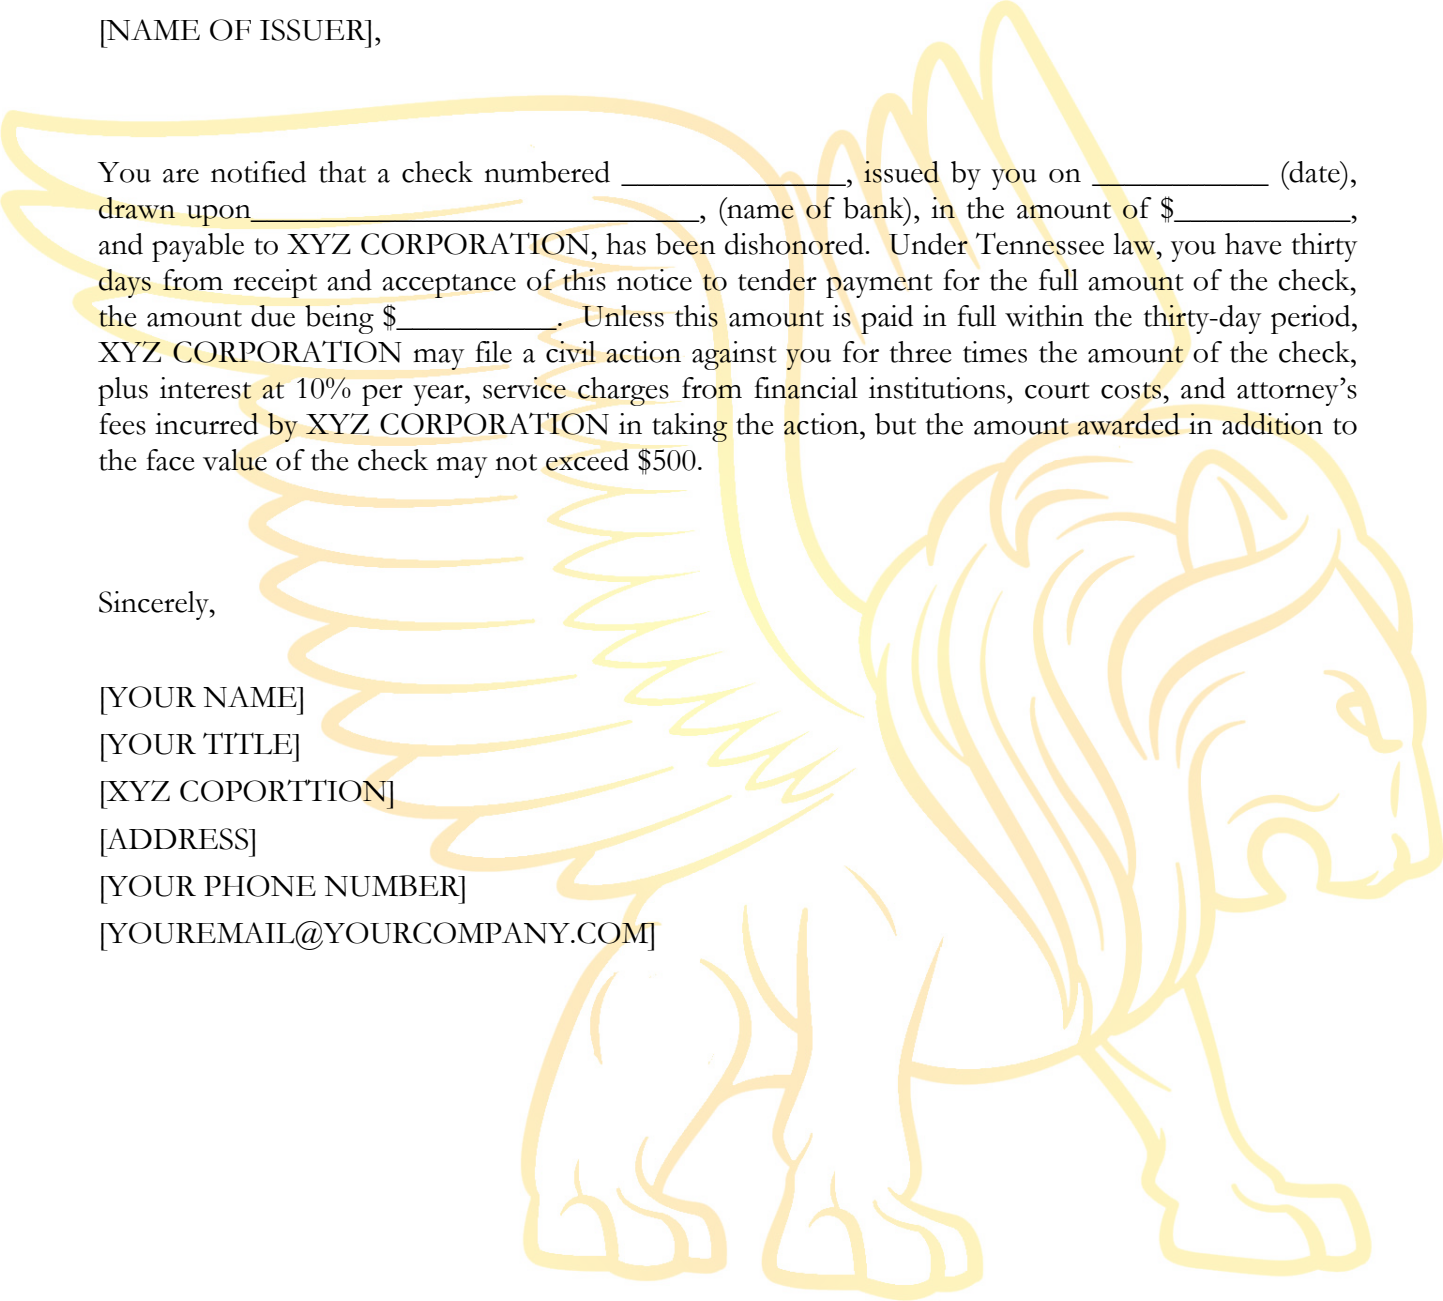 [NAME OF ISSUER],
You are notified that a check numbered ______________, issued by you on ___________ (date),
drawn upon____________________________, (name of bank), in the amount of $___________,
and payable to XYZ CORPORATION, has been dishonored.  Under Tennessee law, you have thirty
days from receipt and acceptance of this notice to tender payment for the full amount of the check,
the amount due being $__________.  Unless this amount is paid in full within the thirty-day period,
XYZ CORPORATION may file a civil action against you for three times the amount of the check,
plus interest at 10% per year, service charges from financial institutions, court costs, and attorney’s
fees incurred by XYZ CORPORATION in taking the action, but the amount awarded in addition to
the face value of the check may not exceed $500.
Sincerely,
[YOUR NAME]
[YOUR TITLE]
[XYZ COPORTTION]
[ADDRESS]
[YOUR PHONE NUMBER]
[YOUREMAIL@YOURCOMPANY.COM]